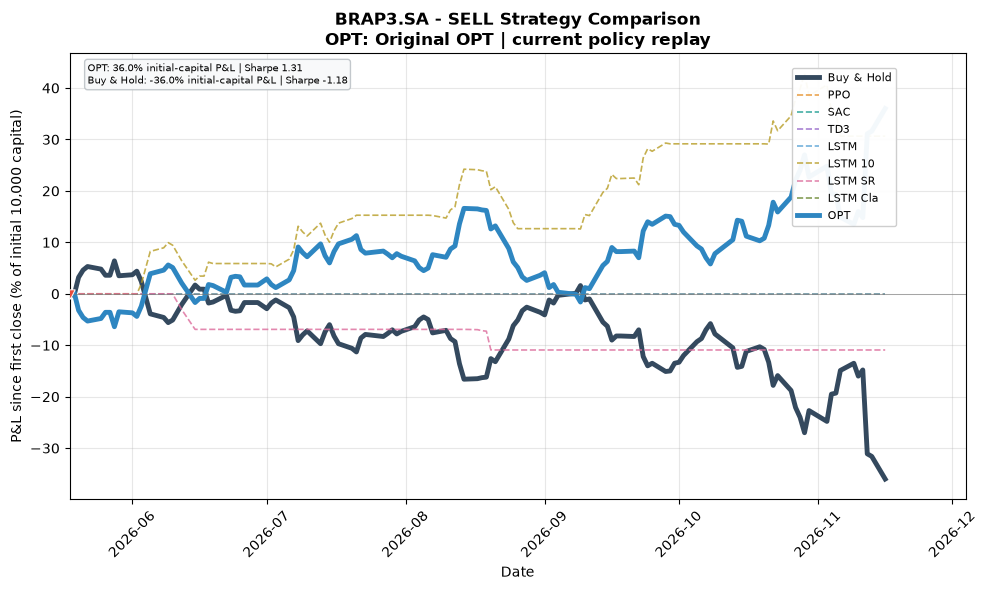 BRAP3.SA - SELL Strategy Comparison
OPT: Original OPT | current policy replay
OPT: 36.0% initial-capital P&L | Sharpe 1.31
Buy & Hold: -36.0% initial-capital P&L | Sharpe -1.18
Buy & Hold
PPO
SAC
TD3
LSTM
LSTM 10
LSTM SR
LSTM Cla
OPT
P&L since first close (% of initial 10,000 capital)
40
30
20
10
0
−10
−20
−30
2026-06
2026-07
2026-08
2026-09
2026-10
2026-11
2026-12
Date